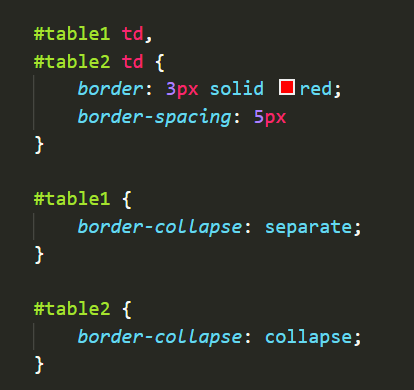 #table1 td,
#table2 td {
    border: 3px solid red;
    border-spacing: 5px
}

#table1 {
    border-collapse: separate;
}

#table2 {
    border-collapse: collapse;
}